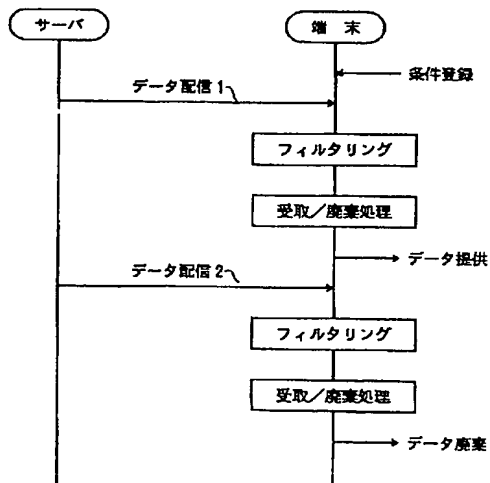 サーバ
端 末
条件登録
データ配信1
フィルタリング
受取/廃棄処理
データ提供
データ配信2
フィルタリング
受取/廃棄処理
データ廃棄